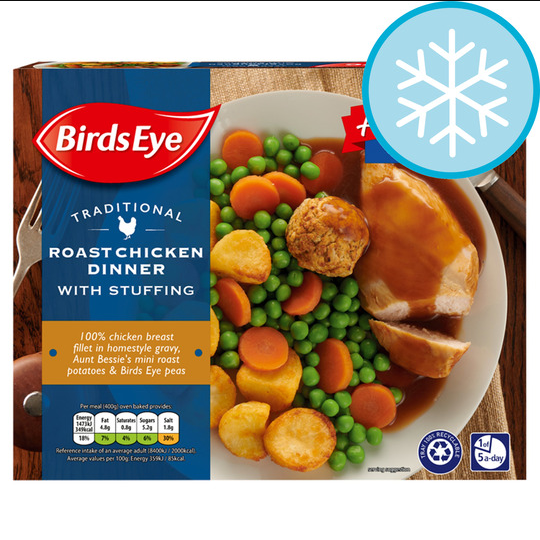 Birds Eye
TRADITIONAL
ROAST CHICKEN
DINNER
WITH STUFFING
100% chicken breast
fillet in homestyle gravy,
Aunt Bessie's mini roast
potatoes & Birds Eye peas
Per meal (400g) oven baked provides
Energy Fat Saturates Sugars Salt
1473kJ 4.8g 0.8g 5.2g 1.8g
349kcal
18% 7% 4% 6% 30%
Reference intake of an average adult (8400kJ / 2000kcal)
Average values per 100g: Energy 359kJ / 85kcal
serving suggestion
TRAY 100% RECYCLABLE
1 of
5 a-day